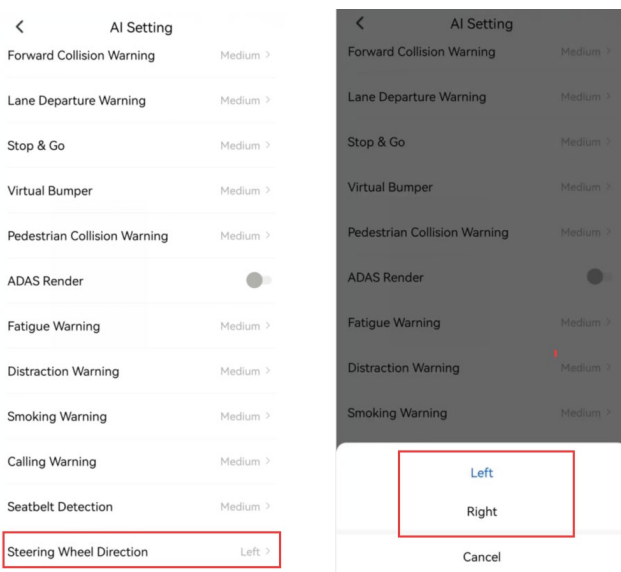 AI Setting
Forward Collision Warning Medium >
Lane Departure Warning Medium >
Stop & Go Medium >
Virtual Bumper Medium >
Pedestrian Collision Warning Medium >
ADAS Render
Fatigue Warning Medium >
Distraction Warning Medium >
Smoking Warning Medium >
Calling Warning Medium >
Seatbelt Detection Medium >
Steering Wheel Direction Left >
AI Setting
Forward Collision Warning Medium >
Lane Departure Warning Medium >
Stop & Go Medium >
Virtual Bumper Medium >
Pedestrian Collision Warning Medium >
ADAS Render
Fatigue Warning Medium >
Distraction Warning Medium >
Smoking Warning Medium >
Left
Right
Cancel